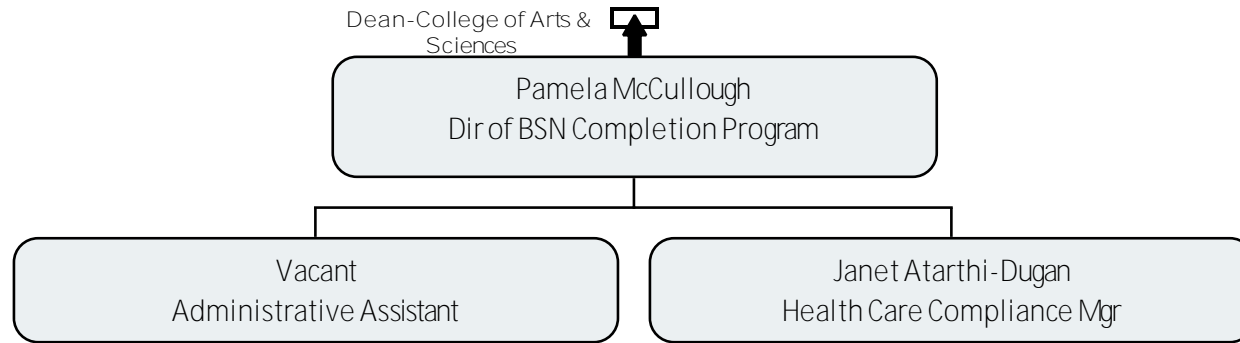 Dean-College of Arts &
Sciences
Pamela McCullough
Dir of BSN Completion Program
Vacant
Administrative Assistant
Janet Atarthi-Dugan
Health Care Compliance Mgr